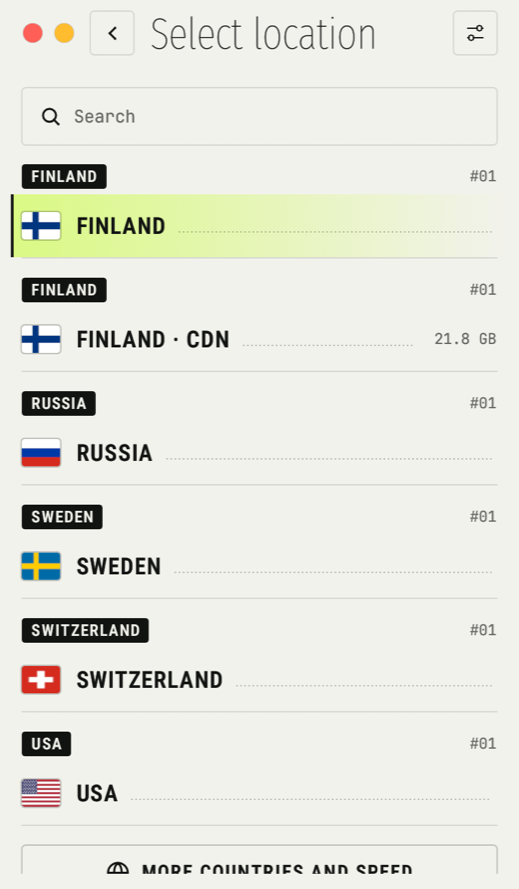 Select location
Search
FINLAND #01
FINLAND
FINLAND #01
FINLAND · CDN 21.8 GB
RUSSIA #01
RUSSIA
SWEDEN #01
SWEDEN
SWITZERLAND #01
SWITZERLAND
USA #01
USA
MORE COUNTRIES AND SPEED